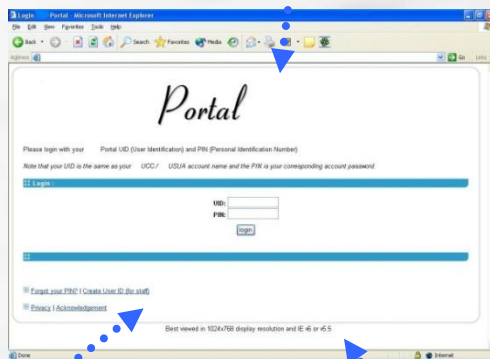 Login Portal - Microsoft Internet Explorer
File Edit View Favorites Tools Help
Back Search Favorites Media
Address Go Links
Portal
Please login with your Portal UID (User Identification) and PIN (Personal Identification Number)
Note that your UID is the same as your UCC / USUA account name and the PIN is your corresponding account password
Login :
UID:
PIN:
login
Forgot your PIN? | Create User ID (for staff)
Privacy | Acknowledgement
Best viewed in 1024x768 display resolution and IE v6 or v5.5
Done Internet